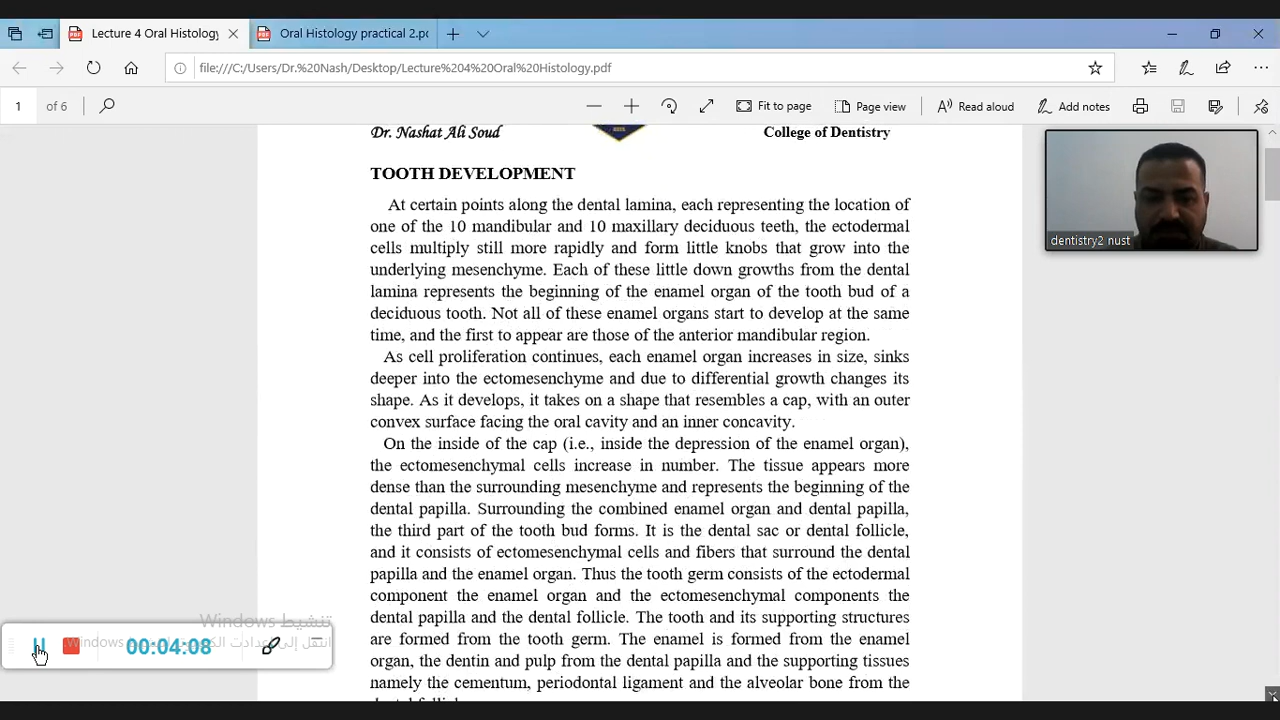 Lecture 4 Oral Histology
Oral Histology practical 2.pc
file:///C:/Users/Dr.%20Nash/Desktop/Lecture%204%20Oral%20Histology.pdf
1 of 6
Fit to page
Page view
Read aloud
Add notes
Dr. Nashat Ali Soud
College of Dentistry
TOOTH DEVELOPMENT
At certain points along the dental lamina, each representing the location of
one of the 10 mandibular and 10 maxillary deciduous teeth, the ectodermal
cells multiply still more rapidly and form little knobs that grow into the
underlying mesenchyme. Each of these little down growths from the dental
lamina represents the beginning of the enamel organ of the tooth bud of a
deciduous tooth. Not all of these enamel organs start to develop at the same
time, and the first to appear are those of the anterior mandibular region.
As cell proliferation continues, each enamel organ increases in size, sinks
deeper into the ectomesenchyme and due to differential growth changes its
shape. As it develops, it takes on a shape that resembles a cap, with an outer
convex surface facing the oral cavity and an inner concavity.
On the inside of the cap (i.e., inside the depression of the enamel organ),
the ectomesenchymal cells increase in number. The tissue appears more
dense than the surrounding mesenchyme and represents the beginning of the
dental papilla. Surrounding the combined enamel organ and dental papilla,
the third part of the tooth bud forms. It is the dental sac or dental follicle,
and it consists of ectomesenchymal cells and fibers that surround the dental
papilla and the enamel organ. Thus the tooth germ consists of the ectodermal
component the enamel organ and the ectomesenchymal components the
dental papilla and the dental follicle. The tooth and its supporting structures
are formed from the tooth germ. The enamel is formed from the enamel
organ, the dentin and pulp from the dental papilla and the supporting tissues
namely the cementum, periodontal ligament and the alveolar bone from the
dentistry2 nust
تنشيط Windows
انتقل إلى إعدادات Windows
00:04:08